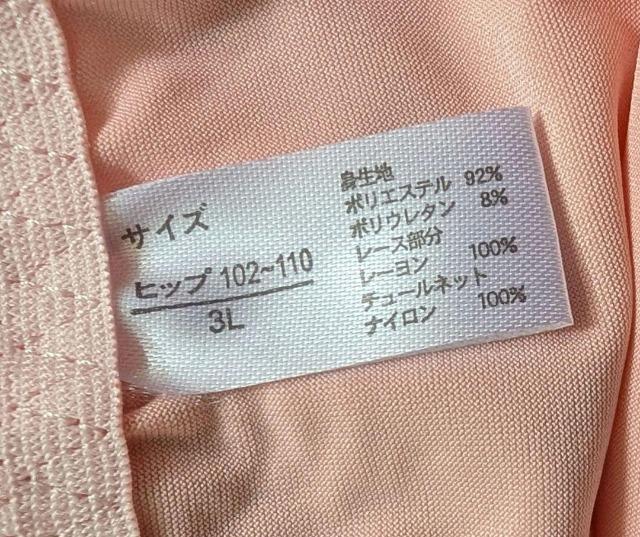 サイズ
ヒップ 102~110
3L
身生地
ポリエステル 92%
ポリウレタン 8%
レース部分
レーヨン 100%
チュールネット
ナイロン 100%